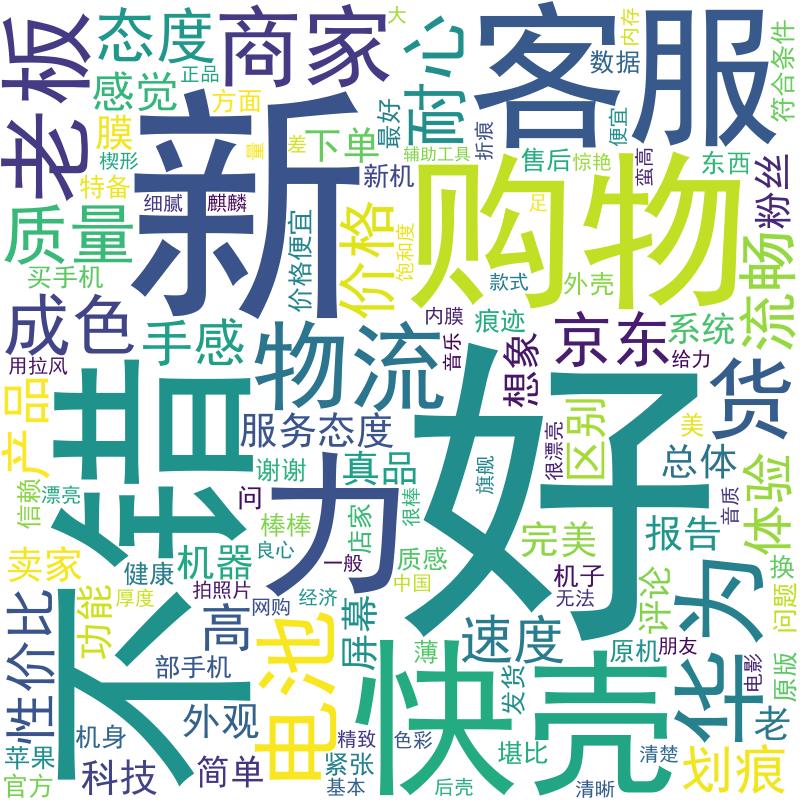 老板
态度
商家
大
客服
内存
符合条件
感觉
正品
方面
耐心
数据
膜
楔形
量
差
下单
最好
辅助工具
折痕
售后
惊艳
便宜
蛮高
东西
粉丝
特备
细腻
麒麟
新
新机
购物
足
质量
买手机
价格便宜
价格
饱和度
款式
外壳
流畅
成色
手感
物流
内膜
音乐
痕迹
想象
京东
系统
给力
用拉风
产品
不错
服务态度
好
很漂亮
区别
美
货
信赖
漂亮
谢谢
问
力
真品
旗舰
总体
音质
体验
卖家
健康
机器
棒棒
良心
一般
店家
很棒
质感
中国
完美
报告
换
功能
厚度
拍照片
网购
经济
屏幕
机子
无法
评论
华为
问题
性价比
高
部手机
电池
薄
速度
原机
朋友
电影
原版
机身
外观
快
发货
壳
老
苹果
官方
科技
简单
精致
紧张
基本
色彩
后壳
堪比
清晰
清楚
划痕